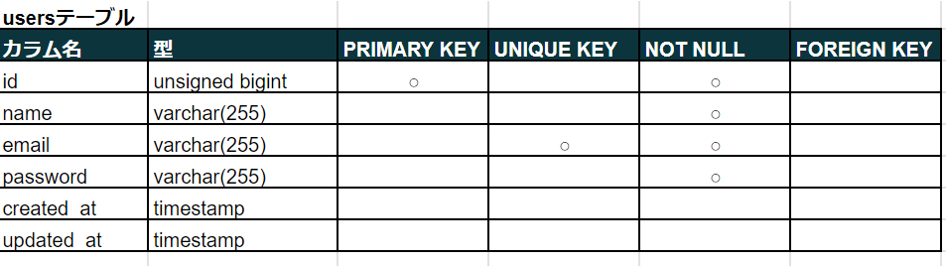 usersテーブル
カラム名 型 PRIMARY KEY UNIQUE KEY NOT NULL FOREIGN KEY
id unsigned bigint ○ ○
name varchar(255) ○
email varchar(255) ○ ○
password varchar(255) ○
created_at timestamp
updated_at timestamp